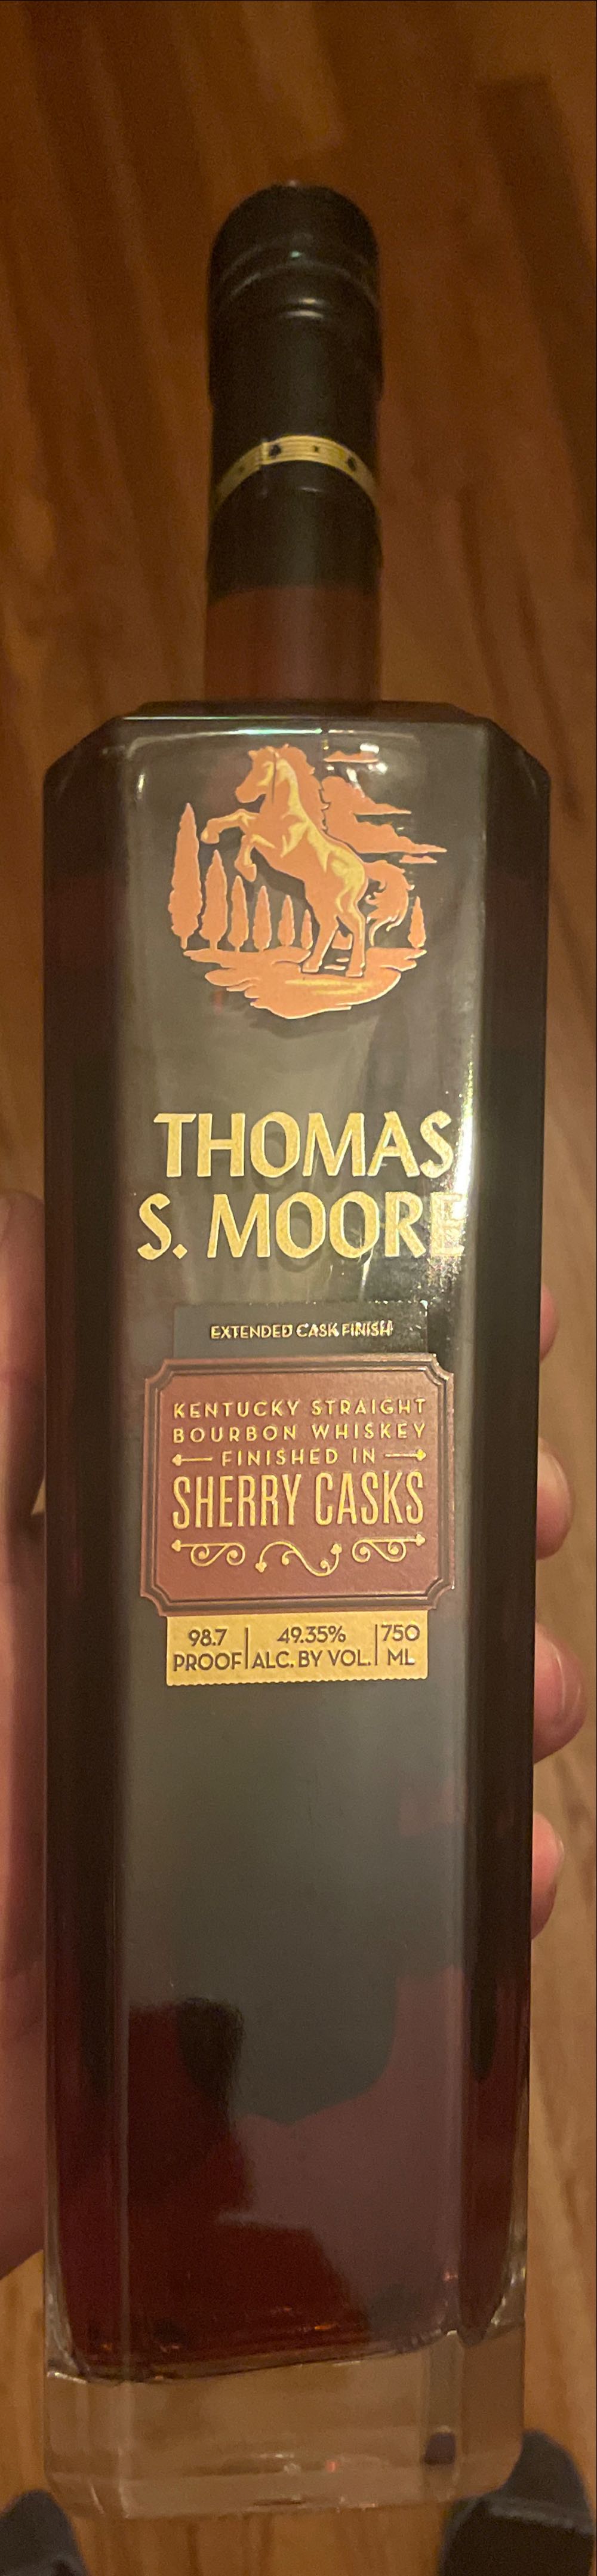 THOMAS
S. MOORE
EXTENDED CASK FINISH
KENTUCKY STRAIGHT
BOURBON WHISKEY
FINISHED IN
SHERRY CASKS
98.7 49.35% 750
PROOF ALC. BY VOL. ML